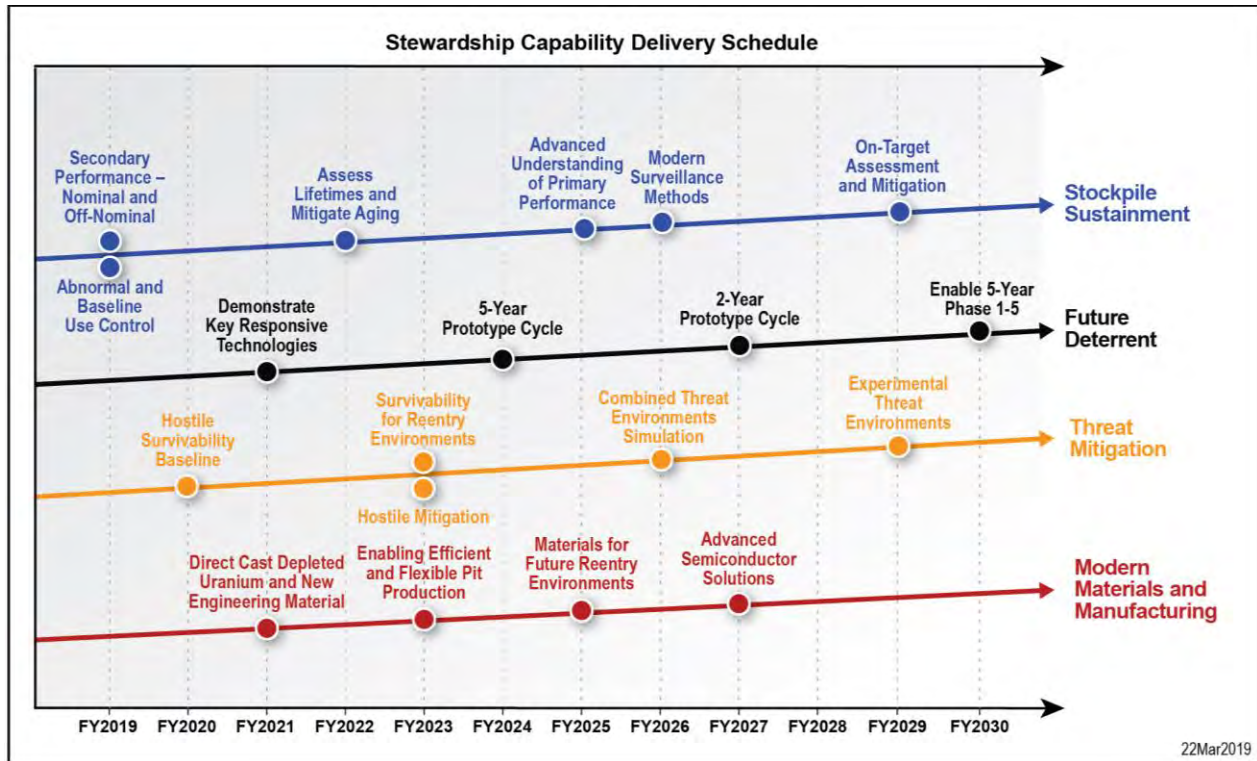 Stewardship Capability Delivery Schedule
Secondary
Performance –
Nominal and
Off-Nominal
Abnormal and
Baseline
Use Control
Assess
Lifetimes and
Mitigate Aging
Advanced
Understanding
of Primary
Performance
Modern
Surveillance
Methods
On-Target
Assessment
and Mitigation
Stockpile
Sustainment
Demonstrate
Key Responsive
Technologies
5-Year
Prototype Cycle
2-Year
Prototype Cycle
Enable 5-Year
Phase 1-5
Future
Deterrent
Hostile
Survivability
Baseline
Survivability
for Reentry
Environments
Hostile Mitigation
Combined Threat
Environments
Simulation
Experimental
Threat
Environments
Threat
Mitigation
Direct Cast Depleted
Uranium and New
Engineering Material
Enabling Efficient
and Flexible Pit
Production
Materials for
Future Reentry
Environments
Advanced
Semiconductor
Solutions
Modern
Materials and
Manufacturing
FY2019 FY2020 FY2021 FY2022 FY2023 FY2024 FY2025 FY2026 FY2027 FY2028 FY2029 FY2030
22Mar2019